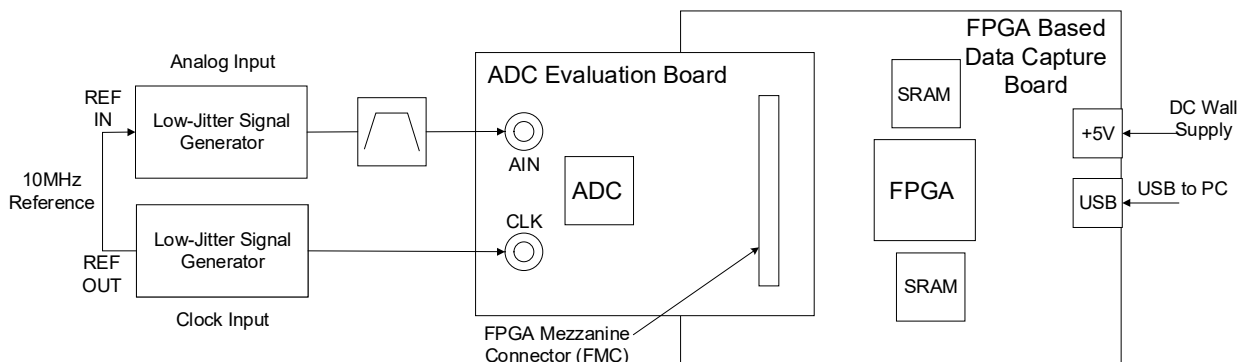 Analog Input
REF
IN
Low-Jitter Signal
Generator
10MHz
Reference
REF
OUT
Low-Jitter Signal
Generator
Clock Input
ADC Evaluation Board
AIN
ADC
CLK
FPGA Mezzanine
Connector (FMC)
FPGA Based
Data Capture
Board
SRAM
FPGA
SRAM
+5V
USB
DC Wall
Supply
USB to PC